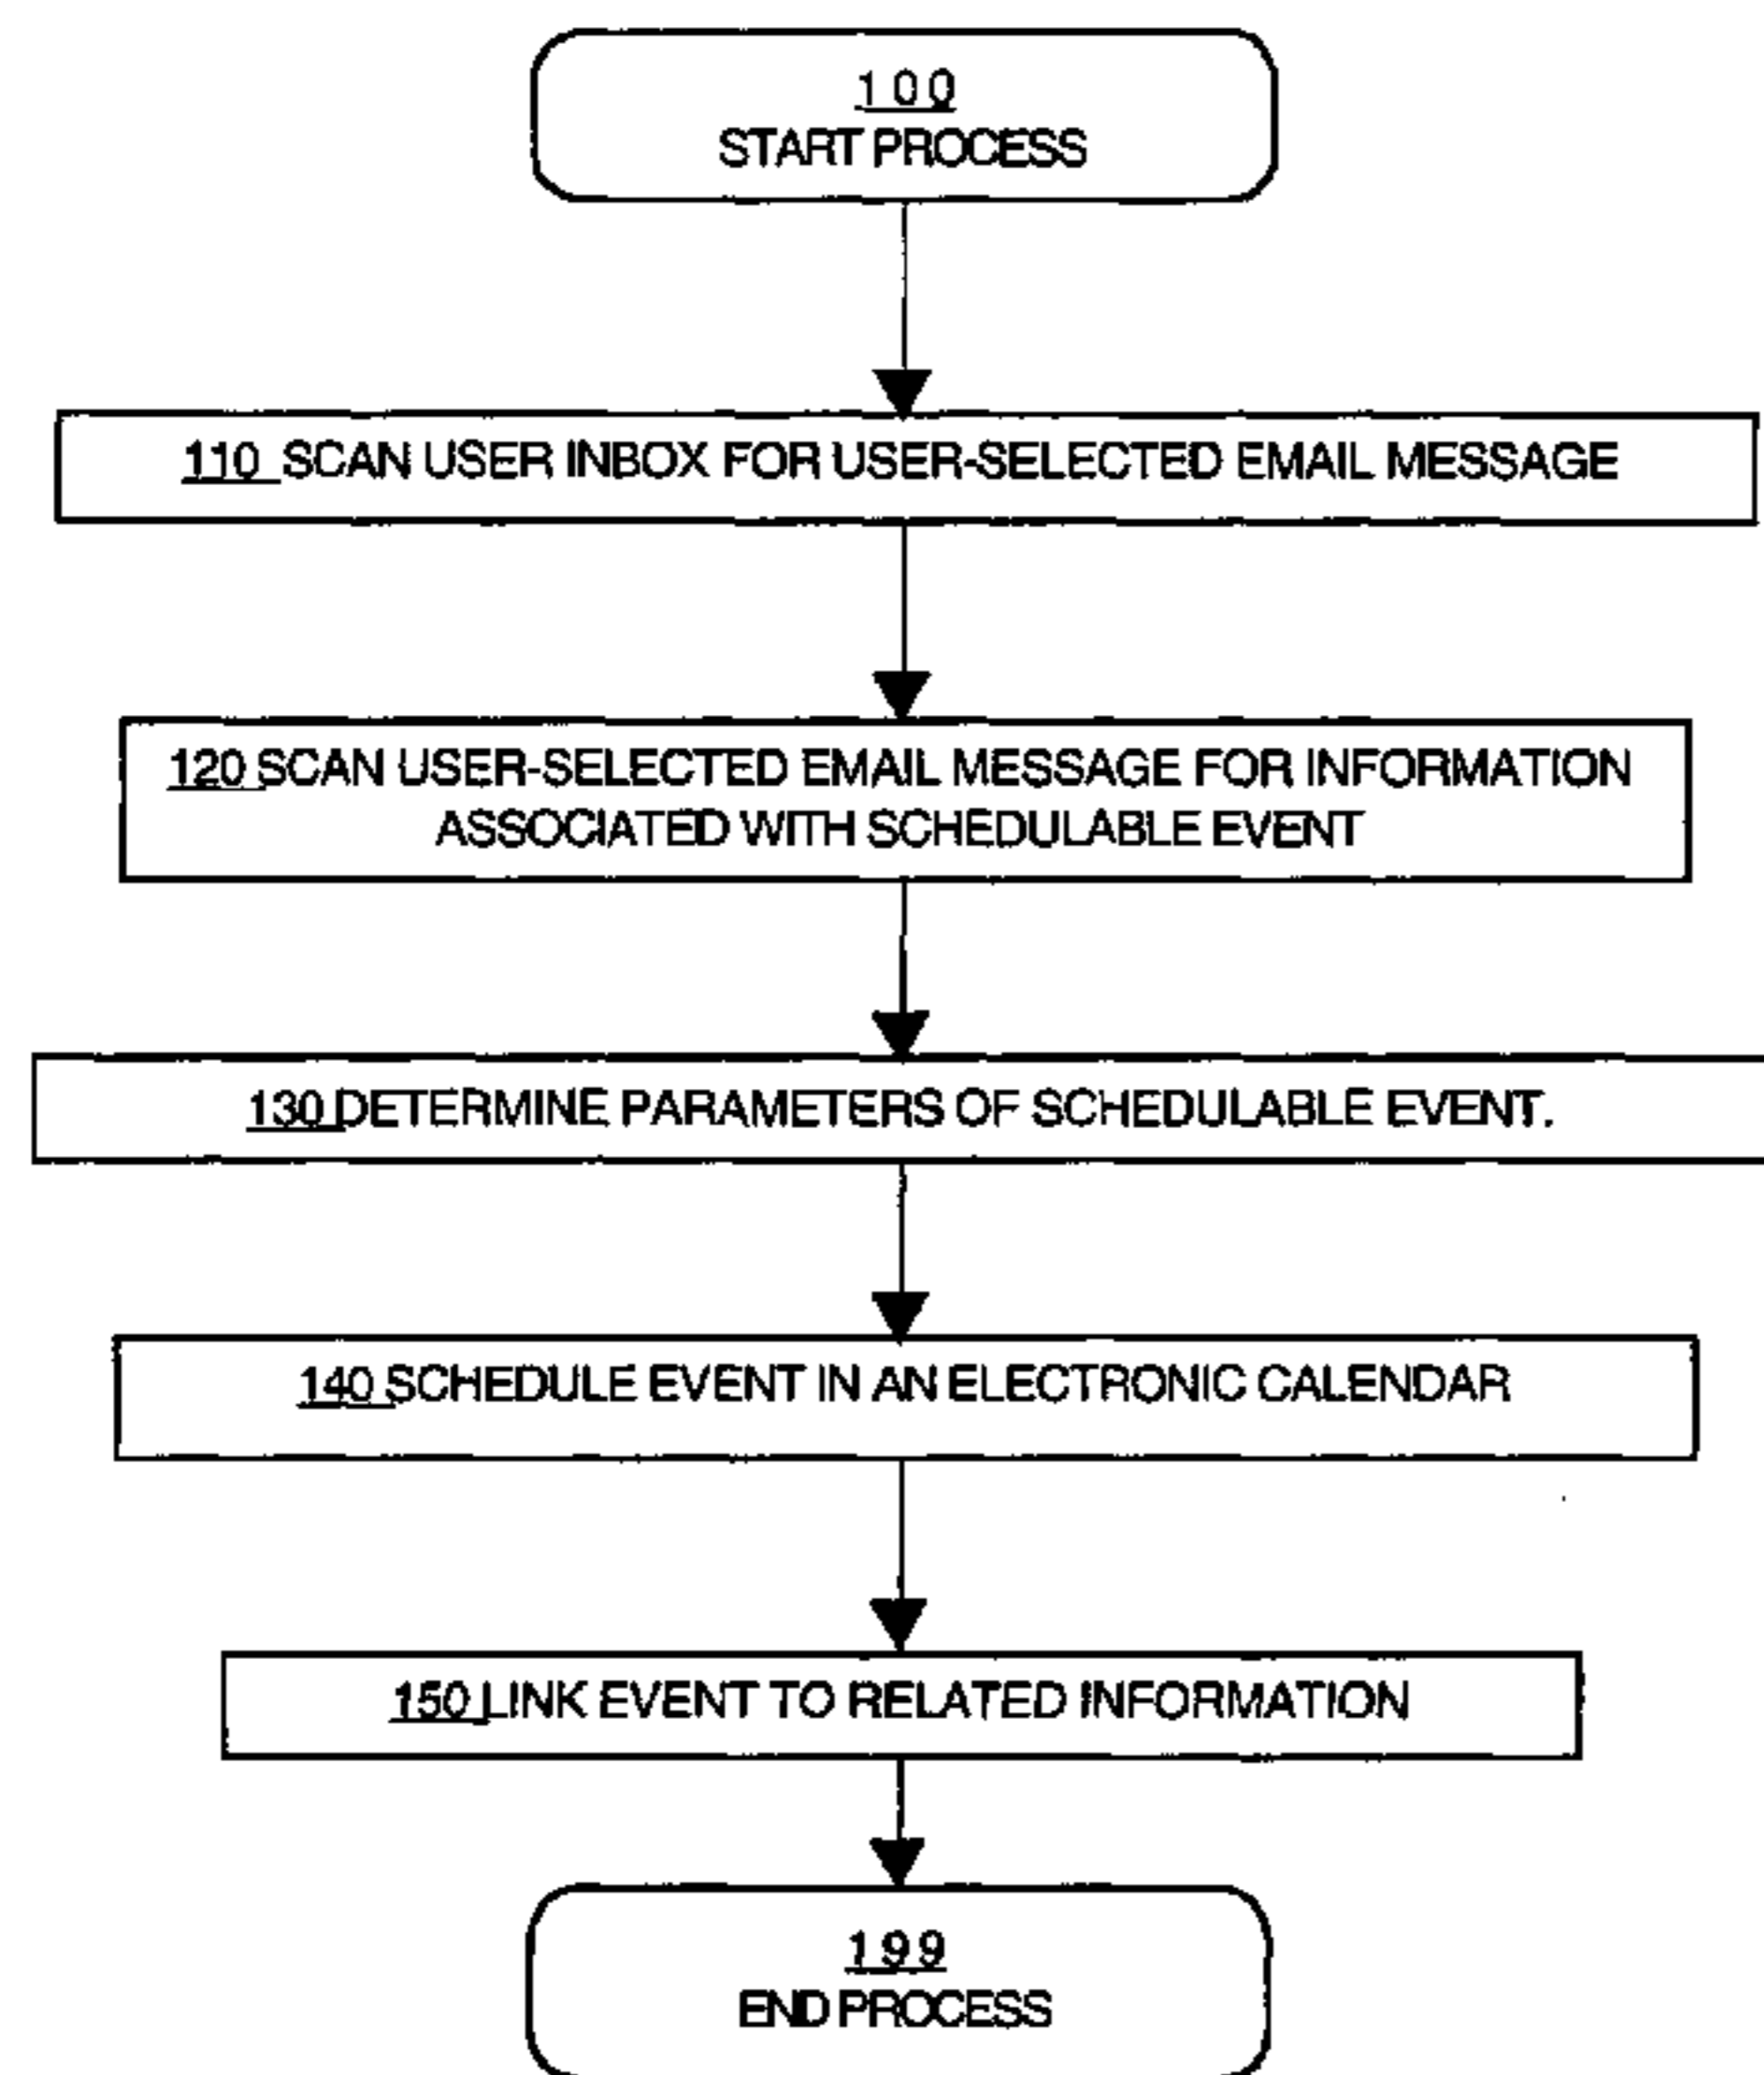 100
START PROCESS
110 SCAN USER INBOX FOR USER-SELECTED EMAIL MESSAGE
120 SCAN USER-SELECTED EMAIL MESSAGE FOR INFORMATION
ASSOCIATED WITH SCHEDULABLE EVENT
130 DETERMINE PARAMETERS OF SCHEDULABLE EVENT.
140 SCHEDULE EVENT IN AN ELECTRONIC CALENDAR
150 LINK EVENT TO RELATED INFORMATION
199
END PROCESS